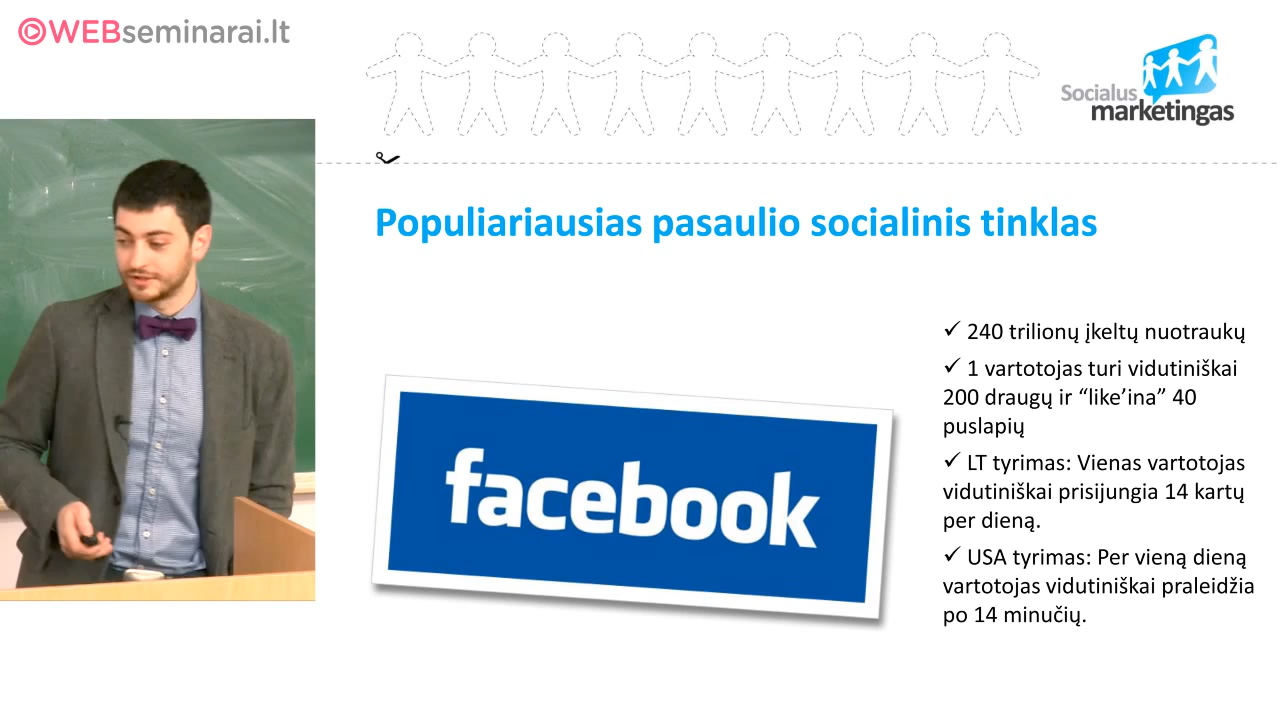 WEBseminarai.lt
Socialus
marketingas
Populiariausias pasaulio socialinis tinklas
facebook
✓ 240 trilionų įkeltų nuotraukų
✓ 1 vartotojas turi vidutiniškai
200 draugų ir “like’ina” 40
puslapių
✓ LT tyrimas: Vienas vartotojas
vidutiniškai prisijungia 14 kartų
per dieną.
✓ USA tyrimas: Per vieną dieną
vartotojas vidutiniškai praleidžia
po 14 minučių.